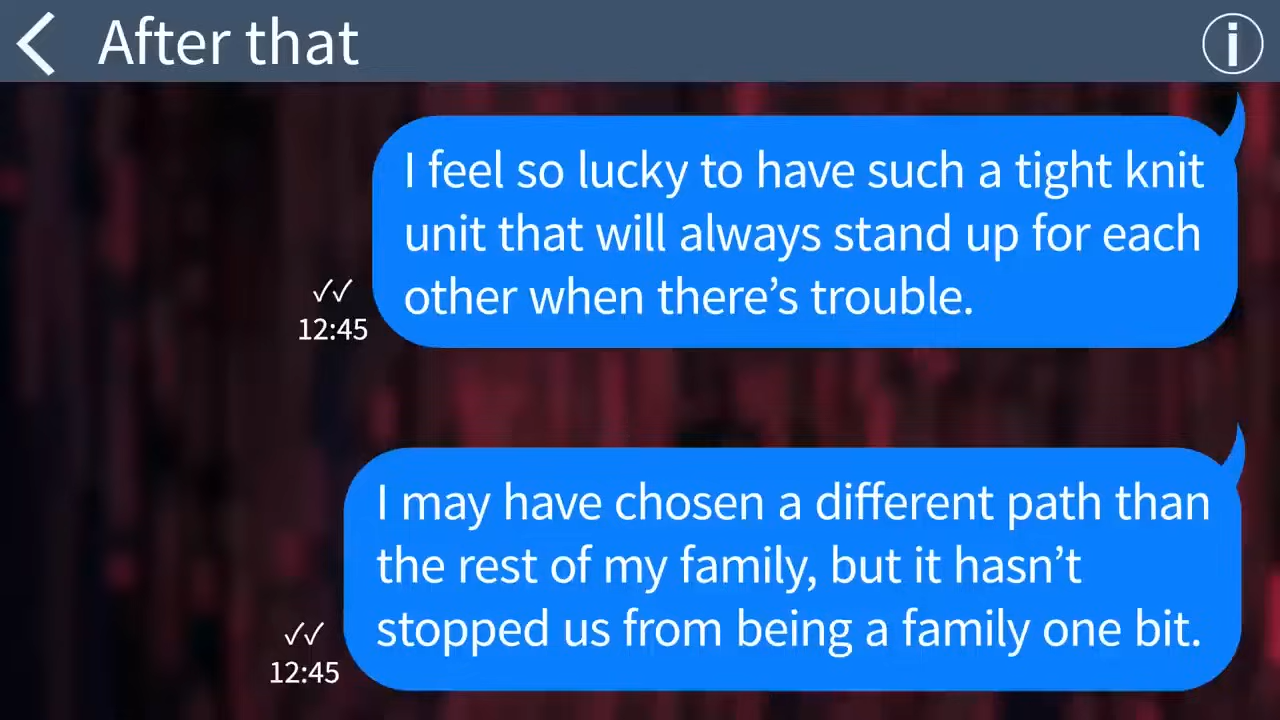 After that
I feel so lucky to have such a tight knit
unit that will always stand up for each
other when there’s trouble.
✓✓
12:45
I may have chosen a different path than
the rest of my family, but it hasn’t
stopped us from being a family one bit.
✓✓
12:45